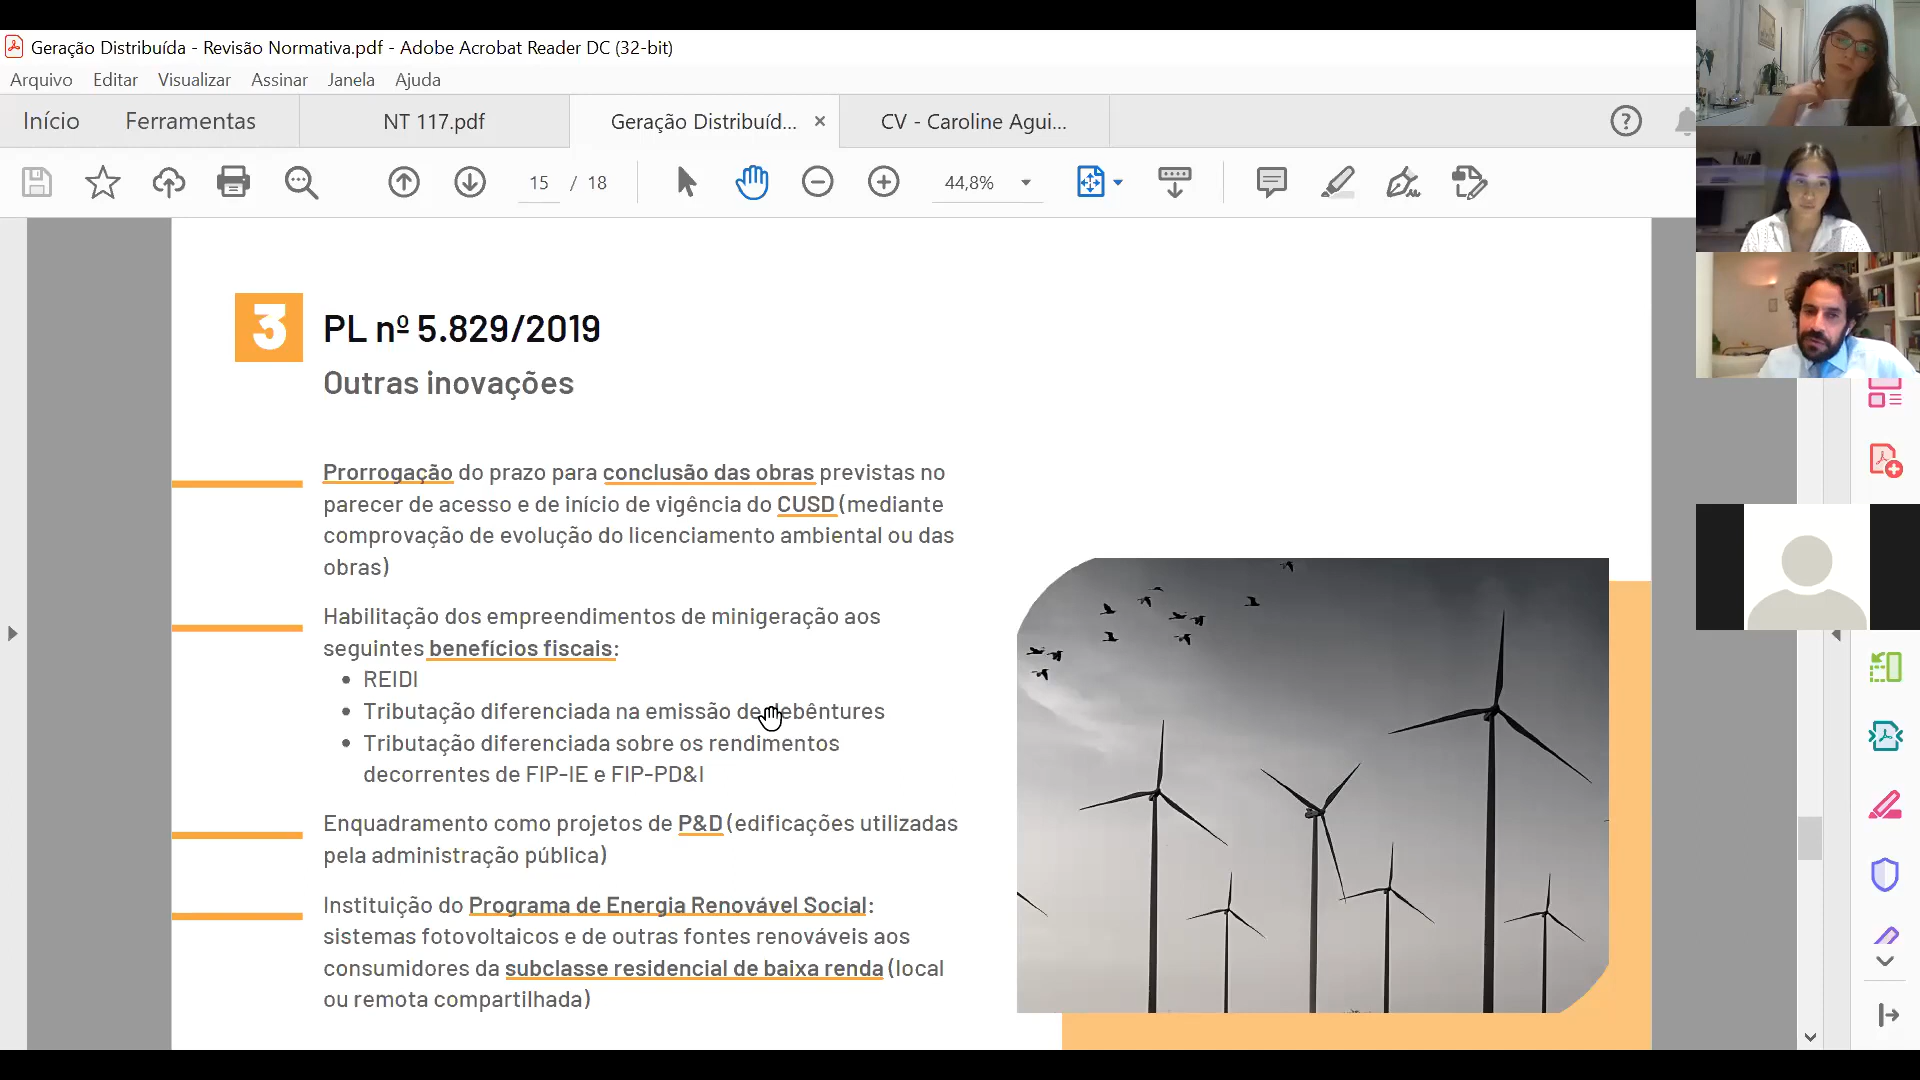 Geração Distribuída - Revisão Normativa.pdf - Adobe Acrobat Reader DC (32-bit)
Arquivo Editar Visualizar Assinar Janela Ajuda
Início Ferramentas NT 117.pdf Geração Distribuíd... × CV - Caroline Agui...
15 / 18 44,8%
3 PL nº 5.829/2019
Outras inovações
Prorrogação do prazo para conclusão das obras previstas no
parecer de acesso e de início de vigência do CUSD (mediante
comprovação de evolução do licenciamento ambiental ou das
obras)
Habilitação dos empreendimentos de minigeração aos
seguintes benefícios fiscais:
• REIDI
• Tributação diferenciada na emissão de debêntures
• Tributação diferenciada sobre os rendimentos
decorrentes de FIP-IE e FIP-PD&I
Enquadramento como projetos de P&D (edificações utilizadas
pela administração pública)
Instituição do Programa de Energia Renovável Social:
sistemas fotovoltaicos e de outras fontes renováveis aos
consumidores da subclasse residencial de baixa renda (local
ou remota compartilhada)